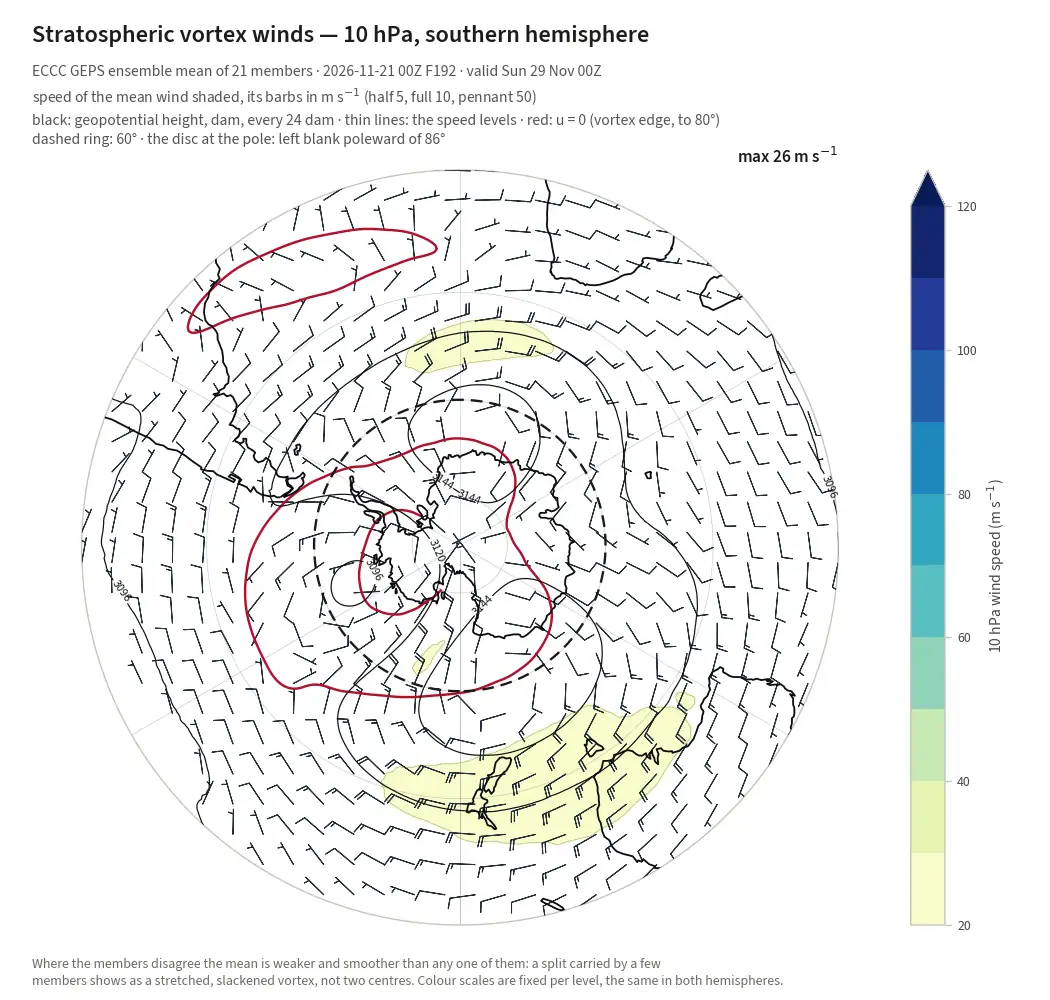 Stratospheric vortex winds — 10 hPa, southern hemisphere
ECCC GEPS ensemble mean of 21 members · 2026-11-21 00Z F192 · valid Sun 29 Nov 00Z
speed of the mean wind shaded, its barbs in m s⁻¹ (half 5, full 10, pennant 50)
black: geopotential height, dam, every 24 dam · thin lines: the speed levels · red: u = 0 (vortex edge, to 80°)
dashed ring: 60° · the disc at the pole: left blank poleward of 86°
max 26 m s⁻¹
120
100
80
60
40
20
10 hPa wind speed (m s⁻¹)
3144
3144
3120
3096
3096
3096
Where the members disagree the mean is weaker and smoother than any one of them: a split carried by a few
members shows as a stretched, slackened vortex, not two centres. Colour scales are fixed per level, the same in both hemispheres.